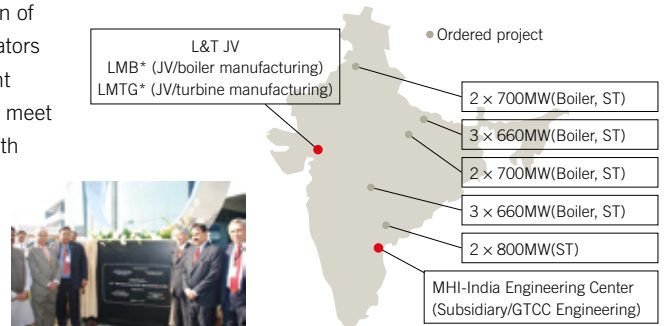 n of
ators
nt
meet
th
L&T JV
LMB* (JV/boiler manufacturing)
LMTG* (JV/turbine manufacturing)
Ordered project
2 × 700MW(Boiler, ST)
3 × 660MW(Boiler, ST)
2 × 700MW(Boiler, ST)
3 × 660MW(Boiler, ST)
2 × 800MW(ST)
MHI-India Engineering Center
(Subsidiary/GTCC Engineering)